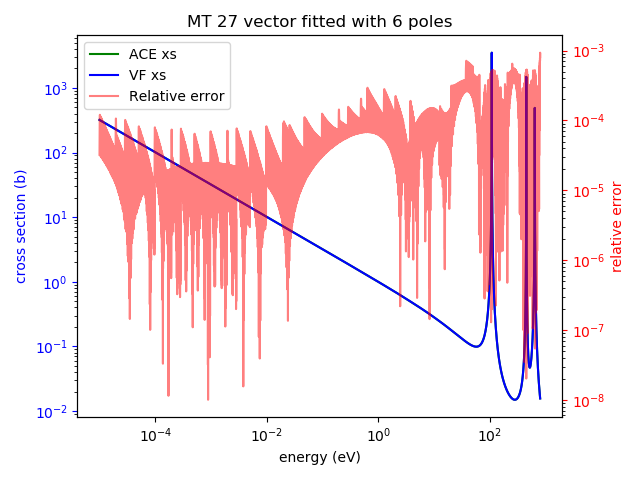 MT 27 vector fitted with 6 poles
ACE xs
VF xs
Relative error
cross section (b)
10³
10²
10¹
10⁰
10⁻¹
10⁻²
10⁻³
10⁻⁴
10⁻⁵
10⁻⁶
10⁻⁷
10⁻⁸
relative error
10⁻⁴
10⁻²
10⁰
10²
energy (eV)